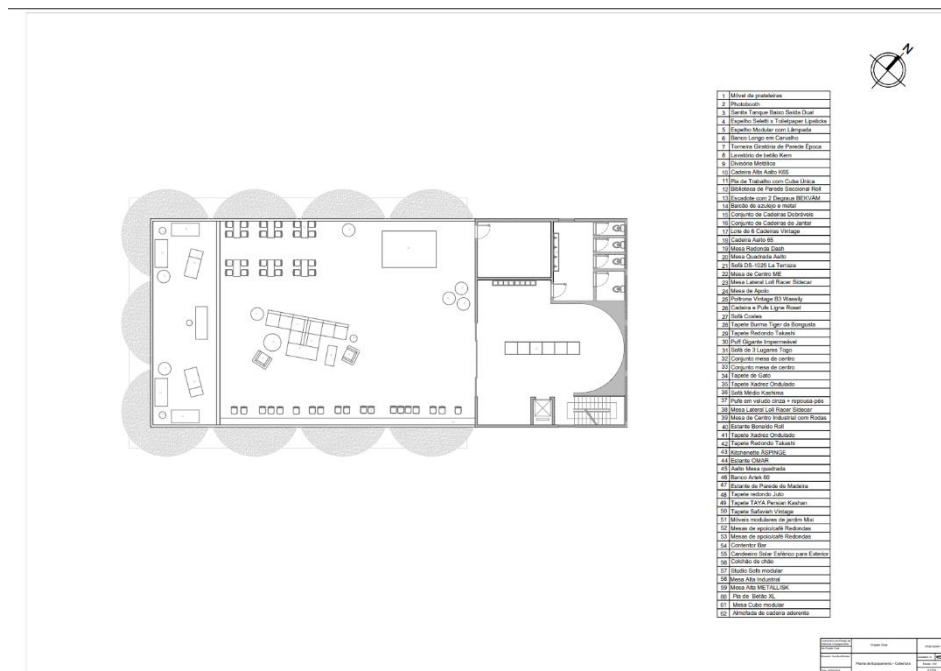 N
1 Móvel de prateleiras
2 Photobooth
3 Sanita Tanque Baixo Saída Dual
4 Espelho Seletti x Toiletpaper Lipsticks
5 Espelho Modular com Lâmpada
6 Banco Longo em Carvalho
7 Torneira Giratória de Parede Época
8 Lavatório de betão Kern
9 Divisória Metálica
10 Cadeira Alta Aalto K65
11 Pia de Trabalho com Cuba Única
12 Biblioteca de Parede Seccional Roll
13 Escadote com 2 Degraus BEKVÄM
14 Balcão de azulejo e metal
15 Conjunto de Cadeiras Dobráveis
16 Conjunto de Cadeiras de Jantar
17 Lote de 6 Cadeiras Vintage
18 Cadeira Aalto 65
19 Mesa Redonda Dash
20 Mesa Quadrada Aalto
21 Sofá DS-1025 La Terraza
22 Mesa de Centro ME
23 Mesa Lateral Loll Racer Sidecar
24 Mesa de Apoio
25 Poltrona Vintage B3 Wassily
26 Cadeira e Pufe Ligne Roset
27 Sofá Costes
28 Tapete Burma Tiger da Bongusta
29 Tapete Redondo Takashi
30 Puff Gigante Impermeável
31 Sofá de 3 Lugares Togo
32 Conjunto mesa de centro
33 Conjunto mesa de centro
34 Tapete de Gato
35 Tapete Xadrez Ondulado
36 Sofá Médio Kashima
37 Pufe em veludo cinza + repousa-pés
38 Mesa Lateral Loll Racer Sidecar
39 Mesa de Centro Industrial com Rodas
40 Estante Bonaldo Roll
41 Tapete Xadrez Ondulado
42 Tapete Redondo Takashi
43 Kitchenette ÄSPINGE
44 Estante OMAR
45 Aalto Mesa quadrada
46 Banco Artek 60
47 Estante de Parede de Madeira
48 Tapete redondo Juto
49 Tapete TAYA Persian Kashan
50 Tapete Safavieh Vintage
51 Móveis modulares de jardim Mixi
52 Mesas de apoio/café Redondas
53 Mesas de apoio/café Redondas
54 Contentor Bar
55 Candeeiro Solar Esférico para Exterior
56 Colchão de chão
57 Studio Sofa modular
58 Mesa Alta Industrial
59 Mesa Alta METALLISK
60 Pia de Betão XL
61 Mesa Cubo modular
62 Almofada de cadeira aderente
Planta de Equipamento - Cobertura